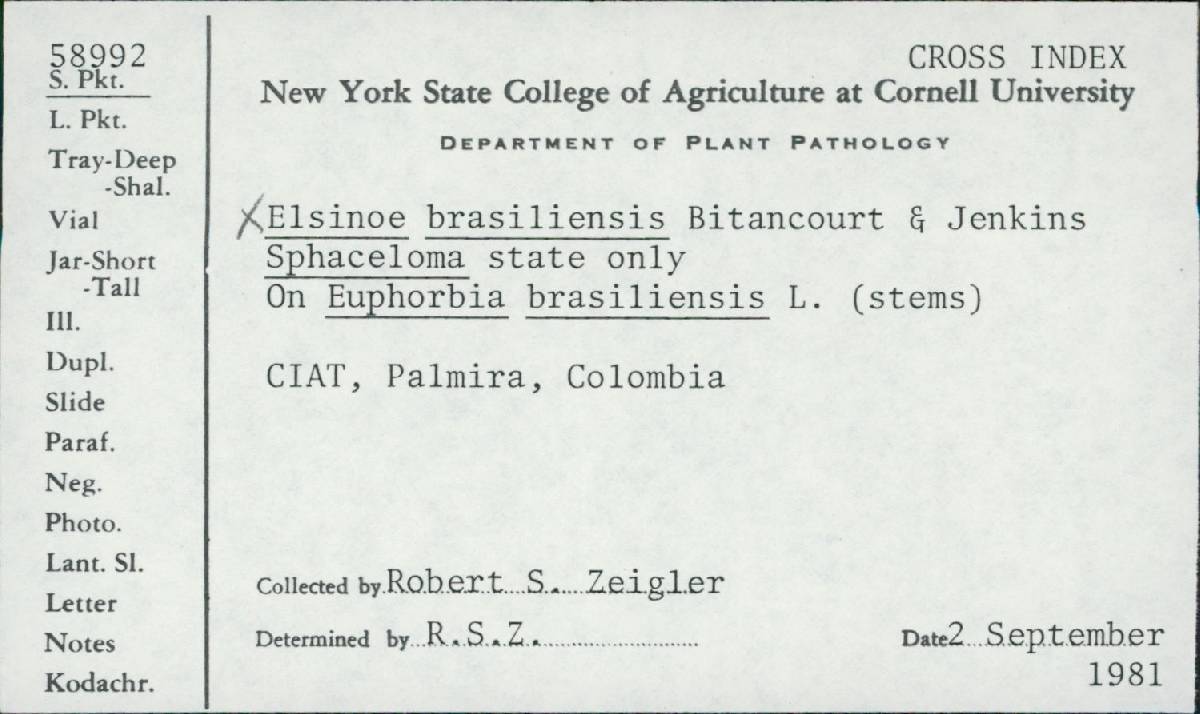 58992
S. Pkt.
L. Pkt.
Tray-Deep
-Shal.
Vial
Jar-Short
-Tall
Ill.
Dupl.
Slide
Paraf.
Neg.
Photo.
Lant. Sl.
Letter
Notes
Kodachr.
CROSS INDEX
New York State College of Agriculture at Cornell University
DEPARTMENT OF PLANT PATHOLOGY
X Elsinoe brasiliensis Bitancourt & Jenkins
Sphaceloma state only
On Euphorbia brasiliensis L. (stems)
CIAT, Palmira, Colombia
Collected by Robert S. Zeigler
Determined by R.S.Z.
Date 2 September
1981